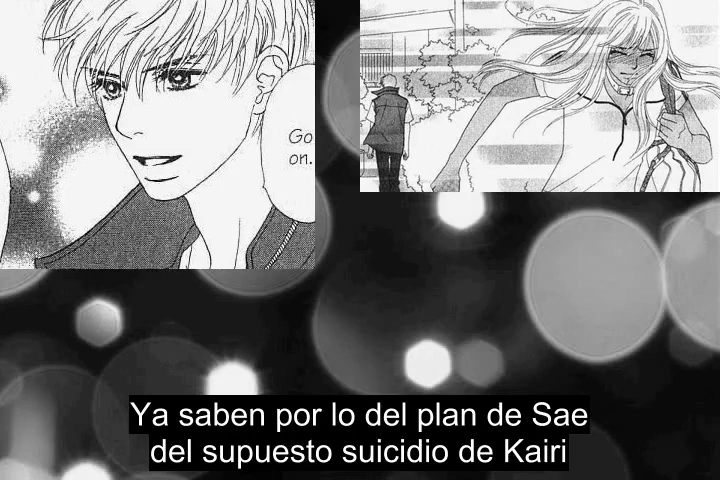 Go
on.
Ya saben por lo del plan de Sae
del supuesto suicidio de Kairi